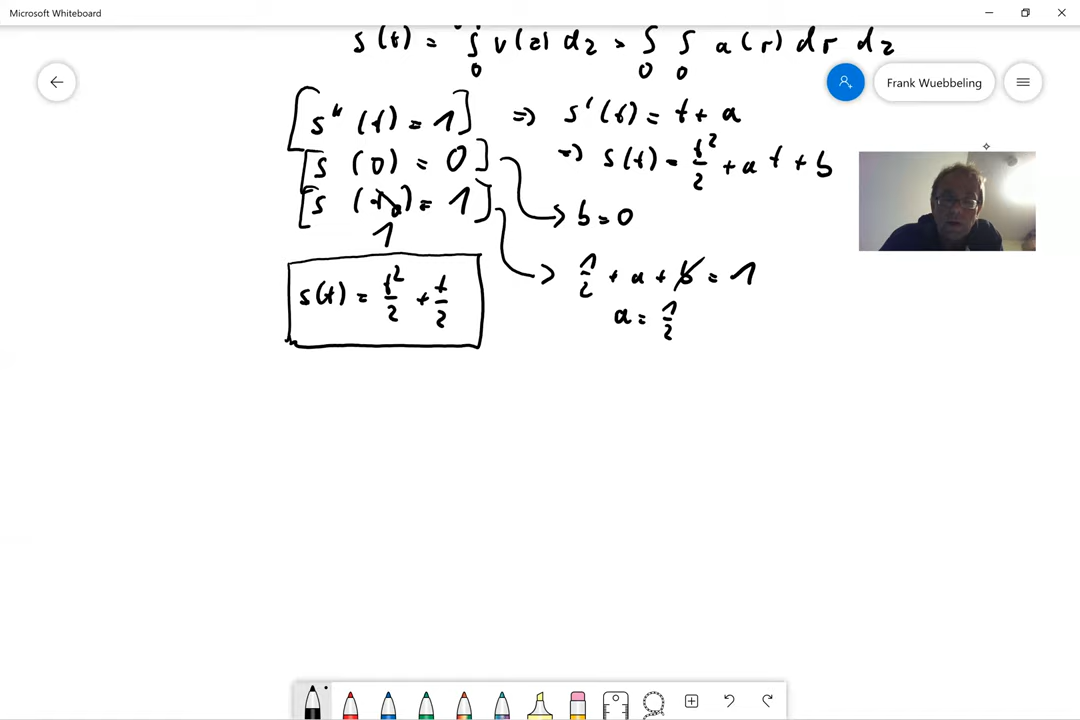 Microsoft Whiteboard
s(t) = ∫₀ v(z) dz = ∫₀ ∫₀ a(r) dr dz
Frank Wuebbeling
s''(t) = 1 ⇒ s'(t) = t + a
s(0) = 0 ⇒ s(t) = t²/2 + a t + b
s( ) = 1 → b = 0
1
s(t) = t²/2 + t/2 → 1/2 + a + b = 1
a = 1/2